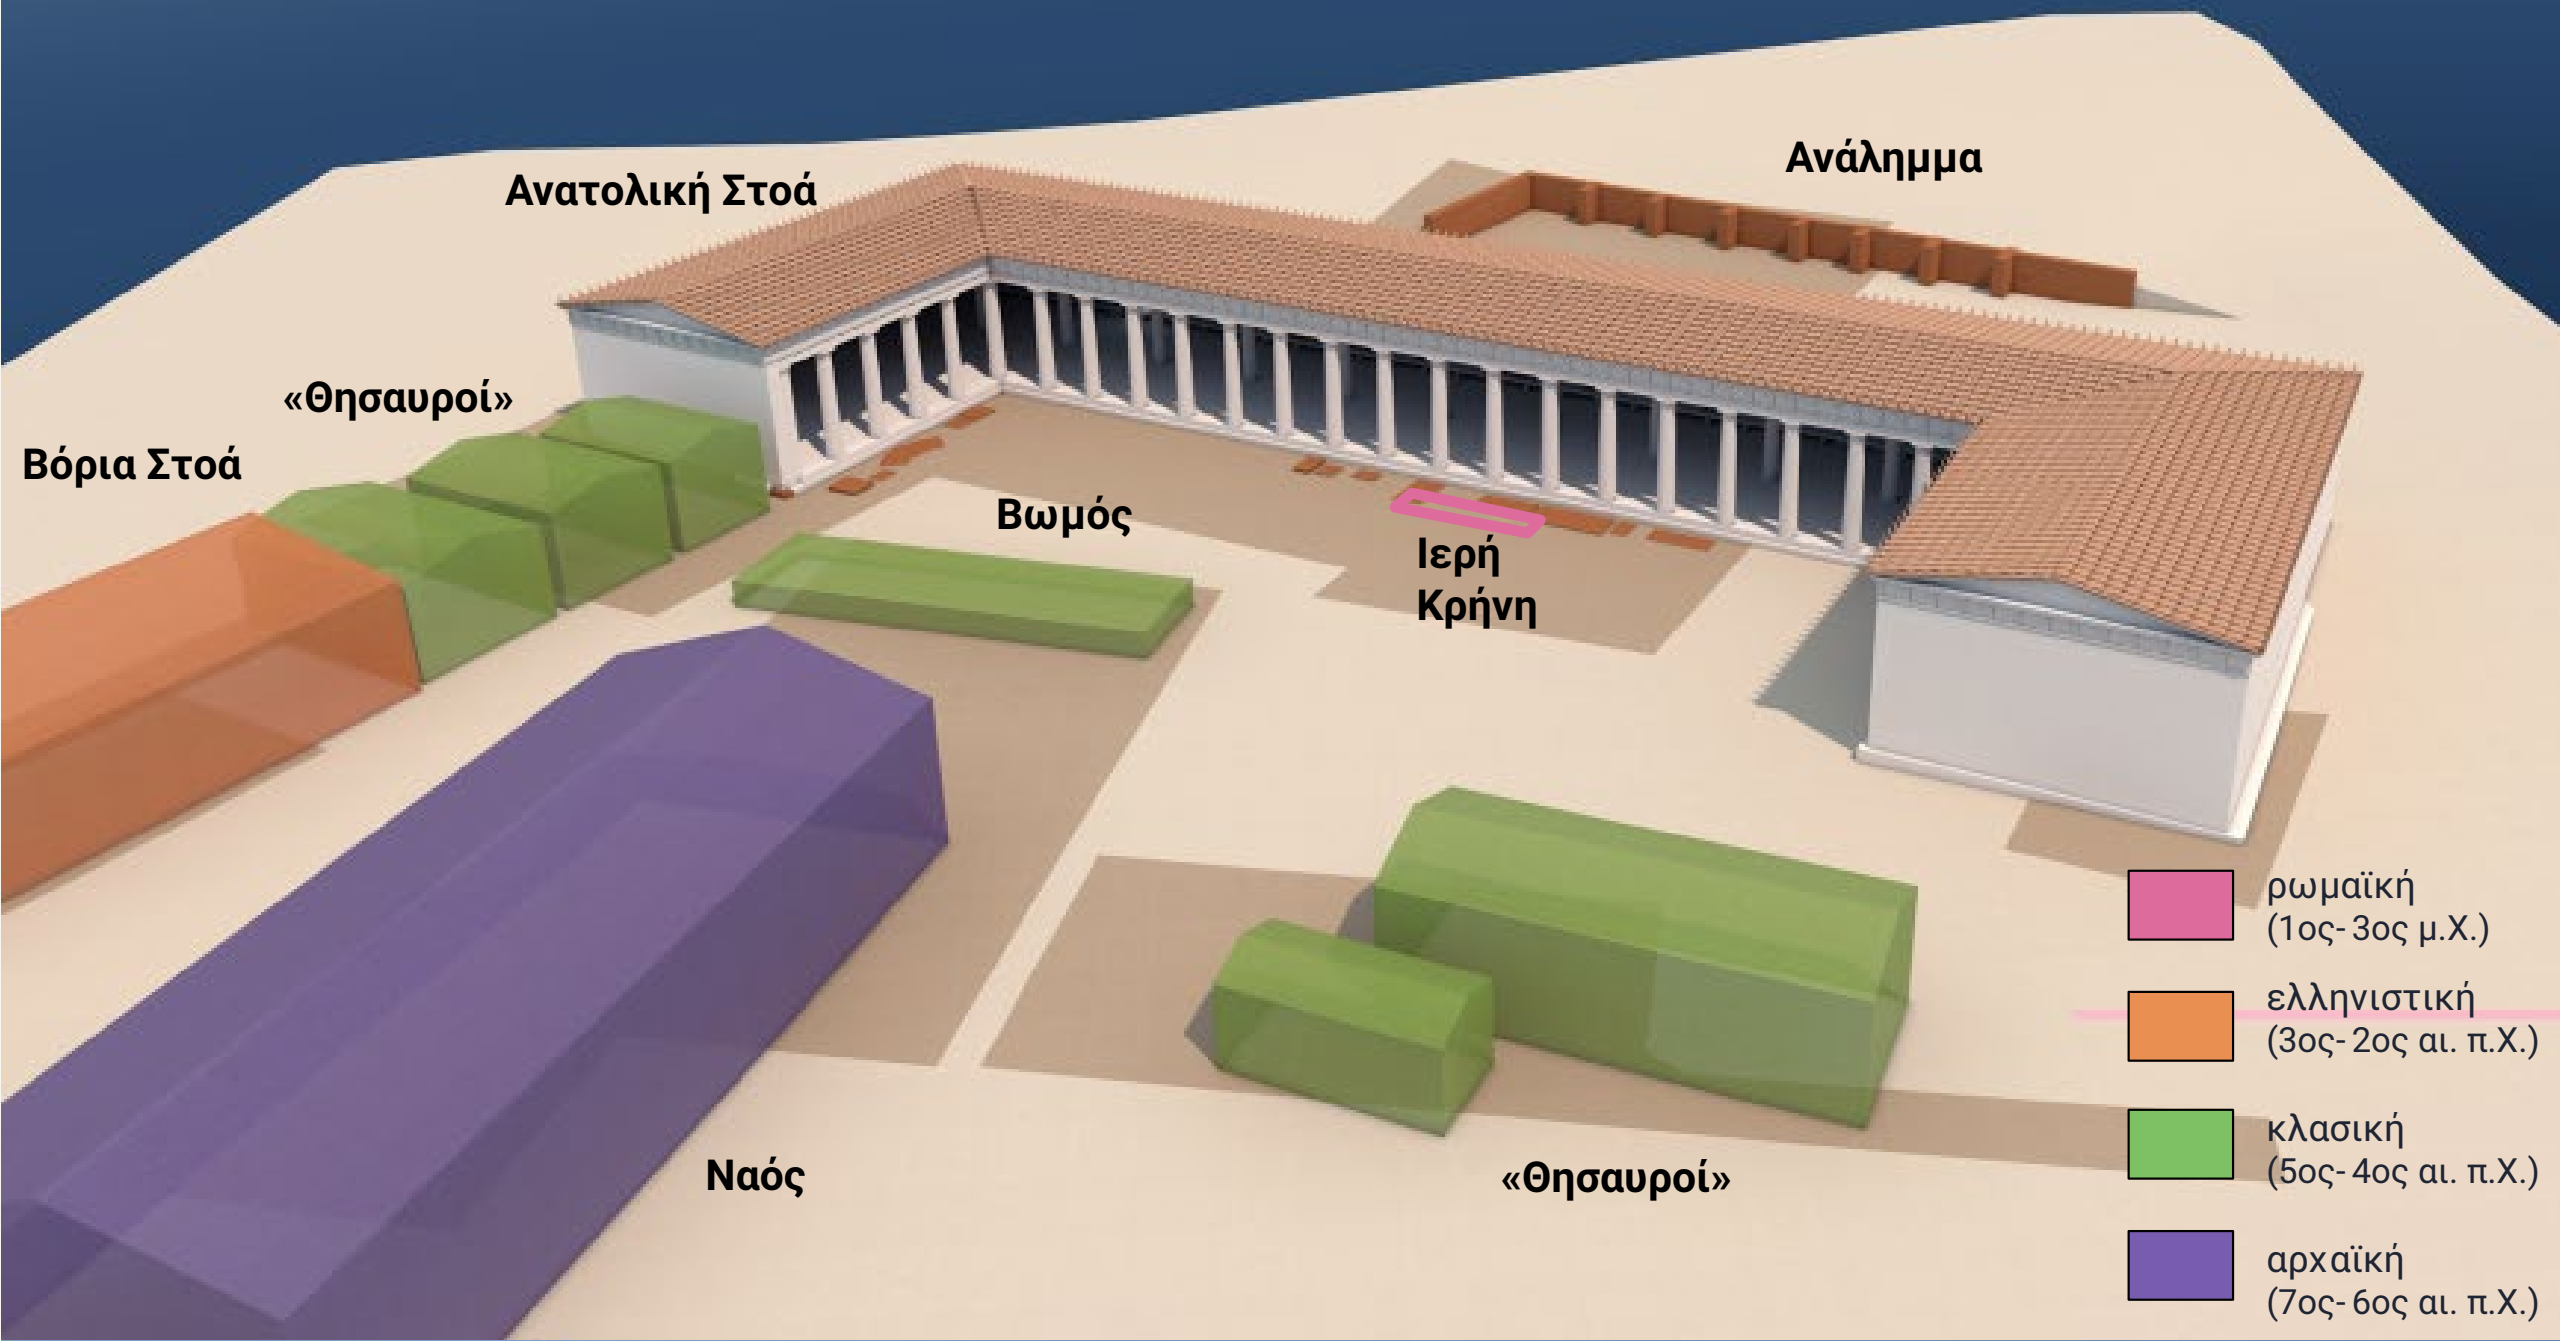 Ανάλημμα
Ανατολική Στοά
«Θησαυροί»
Βόρια Στοά
Βωμός
Ιερή
Κρήνη
ρωμαϊκή
(1ος- 3ος μ.Χ.)
ελληνιστική
(3ος- 2ος αι. π.Χ.)
κλασική
(5ος- 4ος αι. π.Χ.)
Ναός
«Θησαυροί»
αρχαϊκή
(7ος- 6ος αι. π.Χ.)